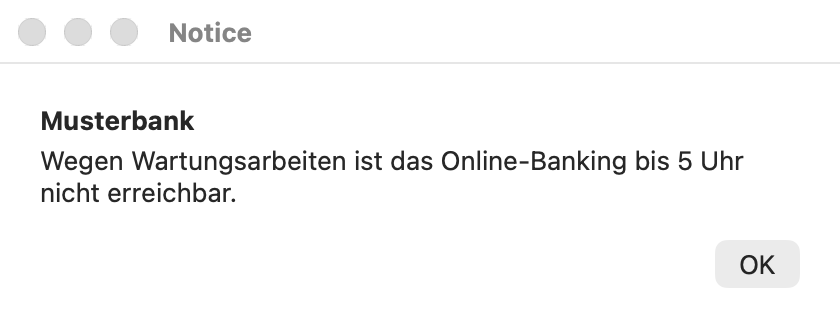 Notice
Musterbank
Wegen Wartungsarbeiten ist das Online-Banking bis 5 Uhr
nicht erreichbar.
OK